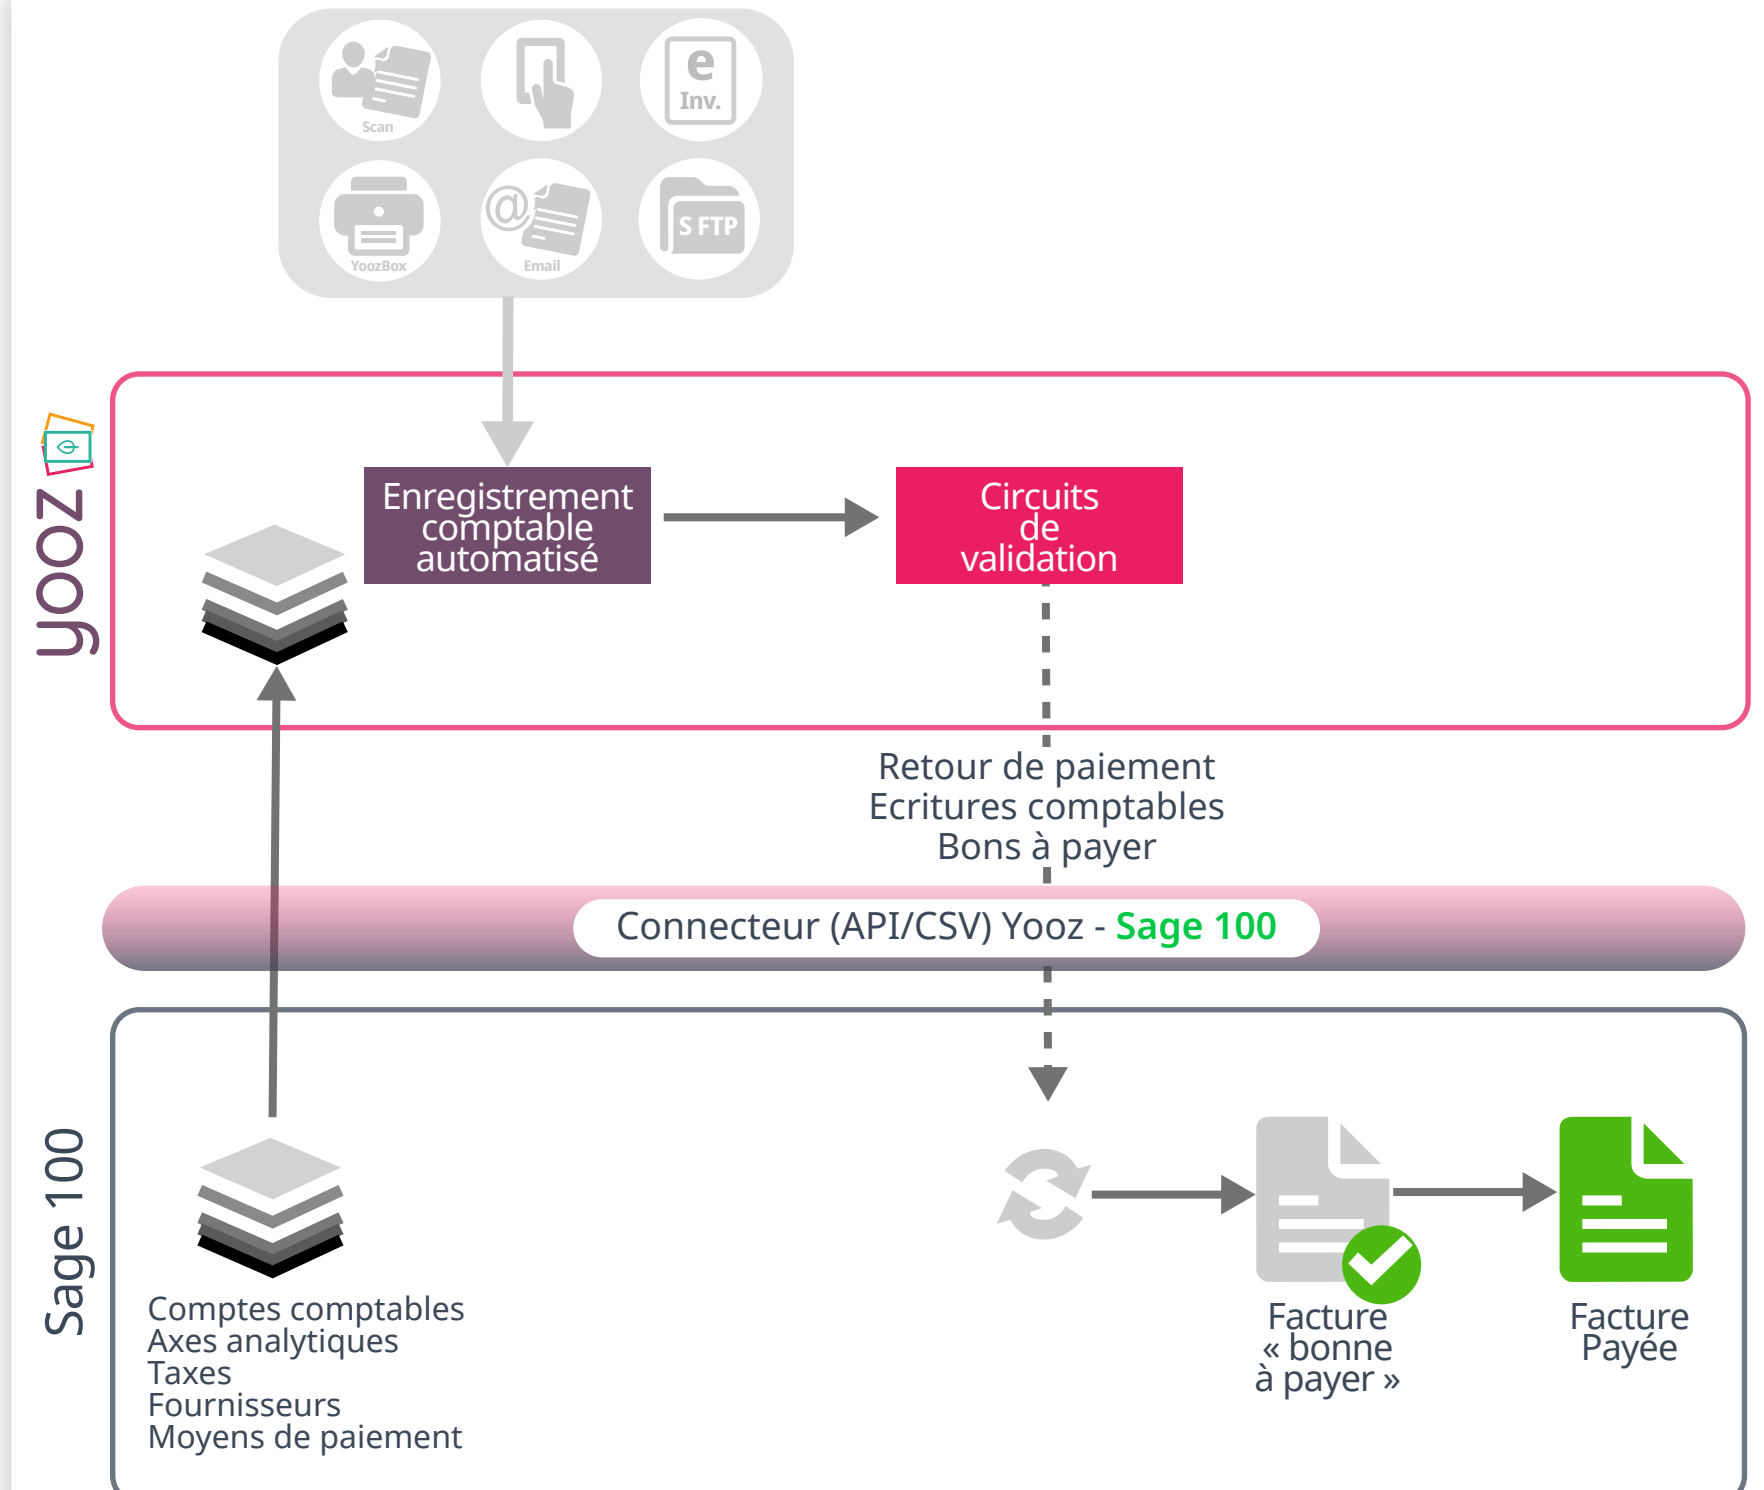 Scan
e
Inv.
YoozBox
@
Email
S FTP
yooz
Enregistrement
comptable
automatisé
Circuits
de
validation
Retour de paiement
Ecritures comptables
Bons à payer
Connecteur (API/CSV) Yooz - Sage 100
Sage 100
Comptes comptables
Axes analytiques
Taxes
Fournisseurs
Moyens de paiement
Facture
« bonne
à payer »
Facture
Payée